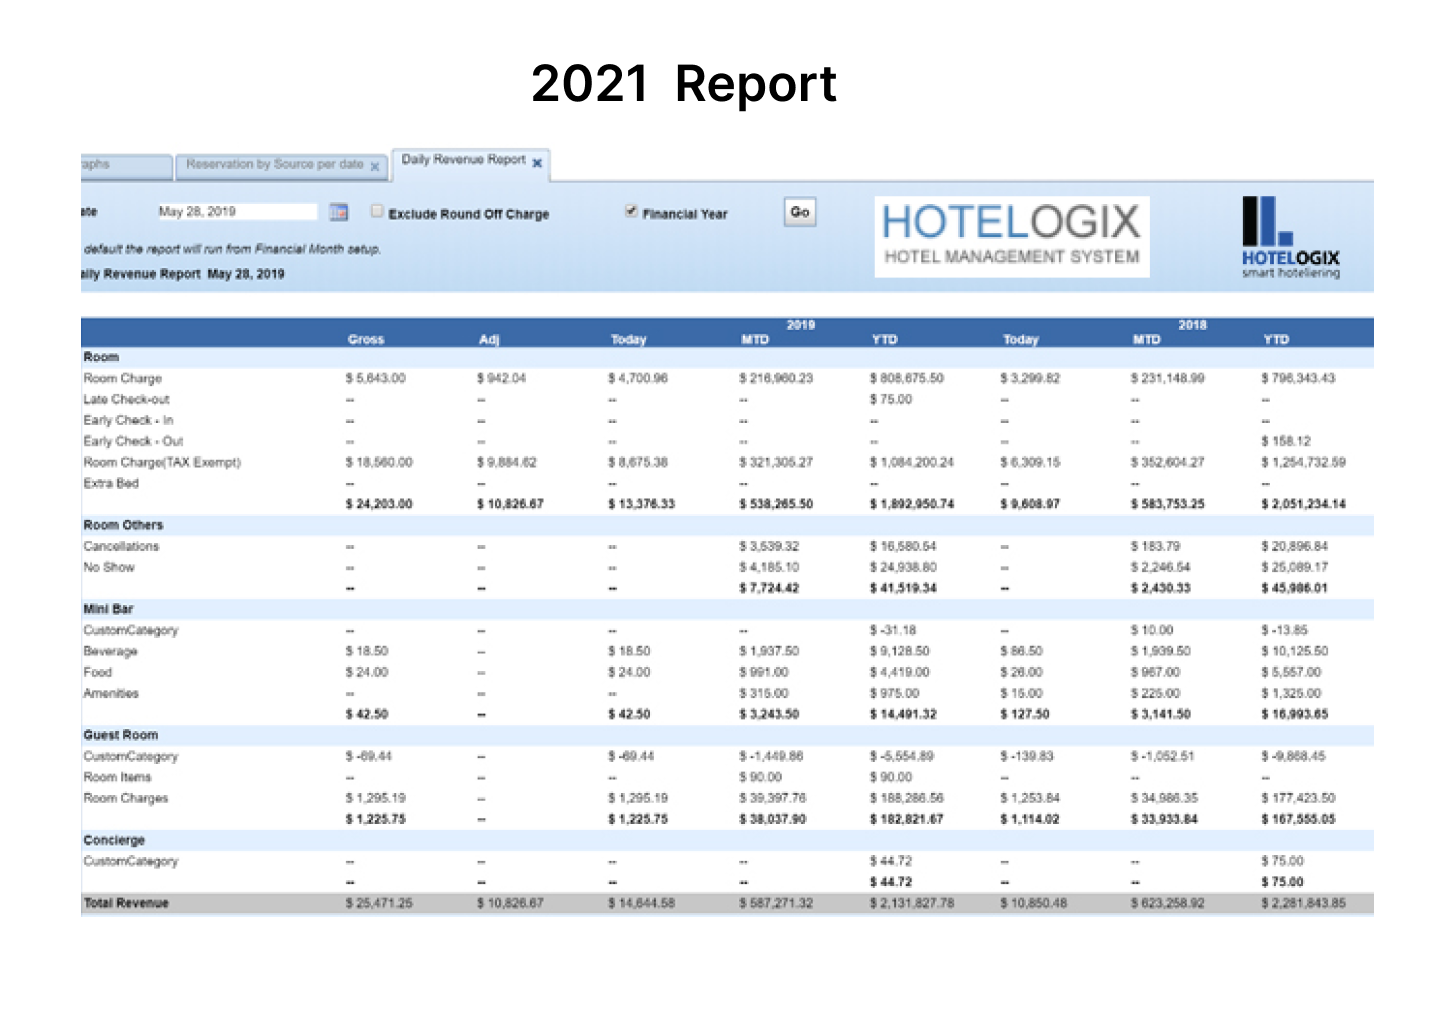 2021 Report
aphs Reservation by Source per date x Daily Revenue Report x
ate May 28, 2019 Exclude Round Off Charge Financial Year Go
default the report will run from Financial Month setup.
aily Revenue Report May 28, 2019
HOTELOGIX
HOTEL MANAGEMENT SYSTEM
HOTELOGIX
smart hoteliering
2019 2018
Gross Adj Today MTD YTD Today MTD YTD
Room
Room Charge $ 5,643.00 $ 942.04 $ 4,700.96 $ 216,960.23 $ 808,675.50 $ 3,299.82 $ 231,148.99 $ 796,343.43
Late Check-out -- -- -- -- $ 75.00 -- -- --
Early Check - In -- -- -- -- -- -- -- --
Early Check - Out -- -- -- -- -- -- -- $ 158.12
Room Charge(TAX Exempt) $ 18,560.00 $ 9,884.62 $ 8,675.38 $ 321,305.27 $ 1,084,200.24 $ 6,309.15 $ 352,604.27 $ 1,254,732.59
Extra Bed -- -- -- -- -- -- -- --
$ 24,203.00 $ 10,826.67 $ 13,376.33 $ 538,265.50 $ 1,892,950.74 $ 9,608.97 $ 583,753.25 $ 2,051,234.14
Room Others
Cancellations -- -- -- $ 3,539.32 $ 16,580.54 -- $ 183.79 $ 20,896.84
No Show -- -- -- $ 4,185.10 $ 24,938.80 -- $ 2,246.54 $ 25,089.17
-- -- -- $ 7,724.42 $ 41,519.34 -- $ 2,430.33 $ 45,986.01
Mini Bar
CustomCategory -- -- -- -- $ -31.18 -- $ 10.00 $ -13.85
Beverage $ 18.50 -- $ 18.50 $ 1,937.50 $ 9,128.50 $ 86.50 $ 1,939.50 $ 10,125.50
Food $ 24.00 -- $ 24.00 $ 991.00 $ 4,419.00 $ 26.00 $ 967.00 $ 5,557.00
Amenities -- -- -- $ 315.00 $ 975.00 $ 15.00 $ 225.00 $ 1,325.00
$ 42.50 -- $ 42.50 $ 3,243.50 $ 14,491.32 $ 127.50 $ 3,141.50 $ 16,993.65
Guest Room
CustomCategory $ -69.44 -- $ -69.44 $ -1,449.86 $ -5,554.89 $ -139.83 $ -1,052.51 $ -9,868.45
Room Items -- -- -- $ 90.00 $ 90.00 -- -- --
Room Charges $ 1,295.19 -- $ 1,295.19 $ 39,397.76 $ 188,286.56 $ 1,253.84 $ 34,986.35 $ 177,423.50
$ 1,225.75 -- $ 1,225.75 $ 38,037.90 $ 182,821.67 $ 1,114.02 $ 33,933.84 $ 167,555.05
Concierge
CustomCategory -- -- -- -- $ 44.72 -- -- $ 75.00
-- -- -- -- $ 44.72 -- -- $ 75.00
Total Revenue $ 25,471.25 $ 10,826.67 $ 14,644.58 $ 587,271.32 $ 2,131,827.78 $ 10,850.48 $ 623,258.92 $ 2,281,843.85